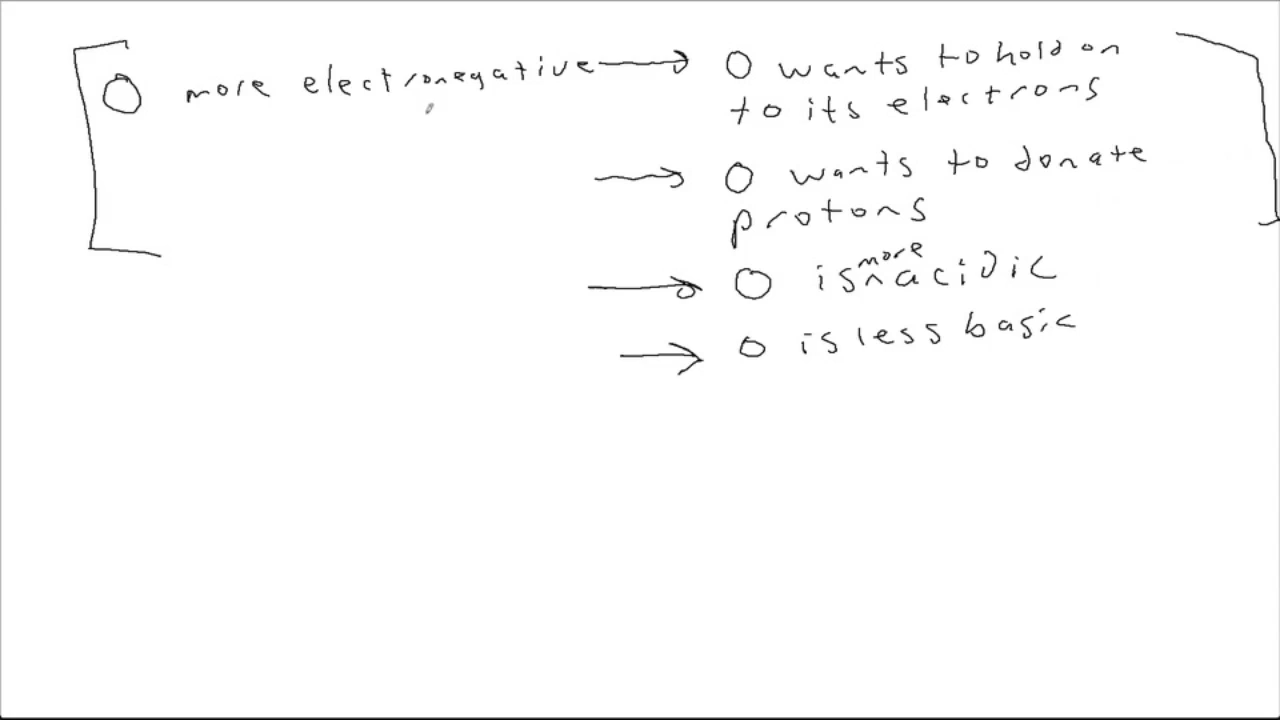 O more electronegative → O wants to hold on
to its electrons
→ O wants to donate
protons
→ O is more acidic
→ O is less basic